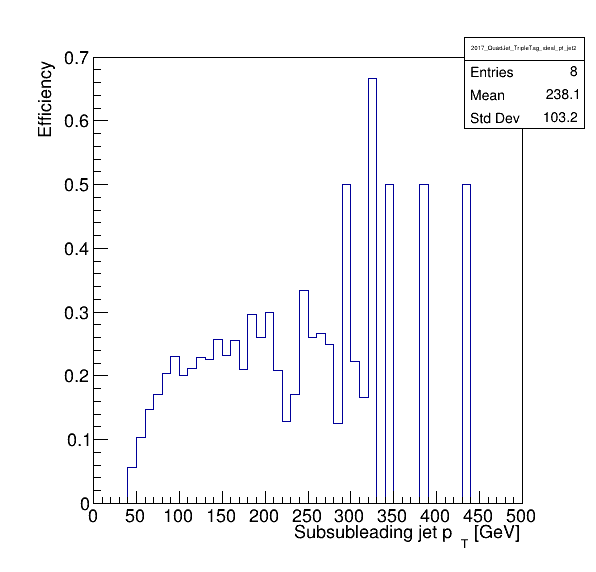 2017_QuadJet_TripleTag_ideal_pt_jet2
Entries 8
Mean 238.1
Std Dev 103.2
Efficiency
0.7
0.6
0.5
0.4
0.3
0.2
0.1
0
0 50 100 150 200 250 300 350 400 450 500
Subsubleading jet p T [GeV]